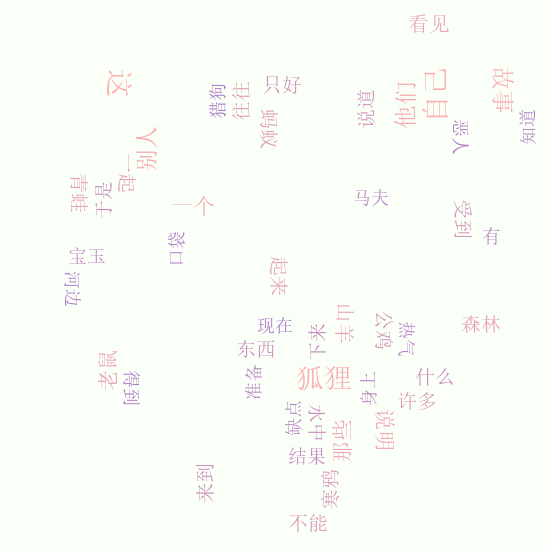 看见
这
己自
故事
猎狗
往往
只好
他们
说道
蚂蚁
恶人
知道
别人
一起
青蛙
于是
马夫
一个
受到
有
口袋
宝玉
河边
起来
山羊
公鸡
热气
森林
现在
下来
东西
老鼠
得到
准备
狐狸
身上
什么
许多
缺点
水中
那些
说明
结果
来到
寒鸦
不能